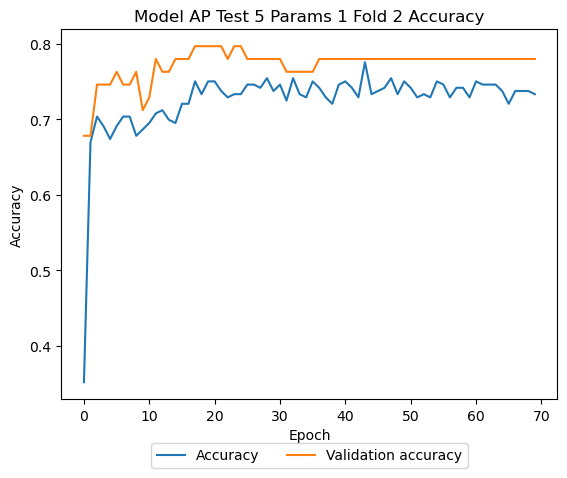 Model AP Test 5 Params 1 Fold 2 Accuracy
0.8
0.7
0.6
0.5
0.4
Accuracy
0 10 20 30 40 50 60 70
Epoch
Accuracy Validation accuracy